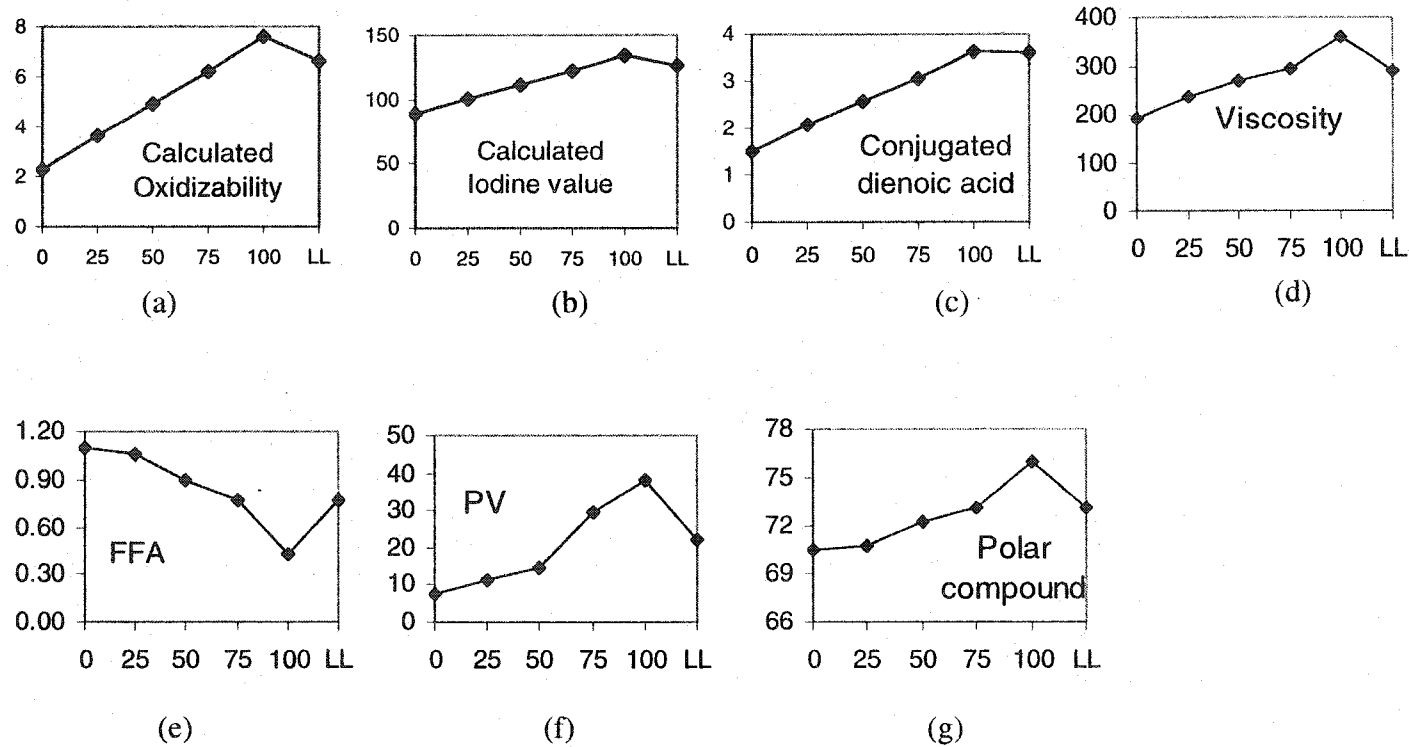 8
6
4
2
0
Calculated
Oxidizability
0 25 50 75 100 LL
(a)
150
100
50
0
Calculated
Iodine value
0 25 50 75 100 LL
(b)
4
3
2
1
0
Conjugated
dienoic acid
0 25 50 75 100 LL
(c)
400
300
200
100
0
Viscosity
0 25 50 75 100 LL
(d)
1.20
0.90
0.60
0.30
0.00
FFA
0 25 50 75 100 LL
(e)
50
40
30
20
10
0
PV
0 25 50 75 100 LL
(f)
78
75
72
69
66
Polar
compound
0 25 50 75 100 LL
(g)